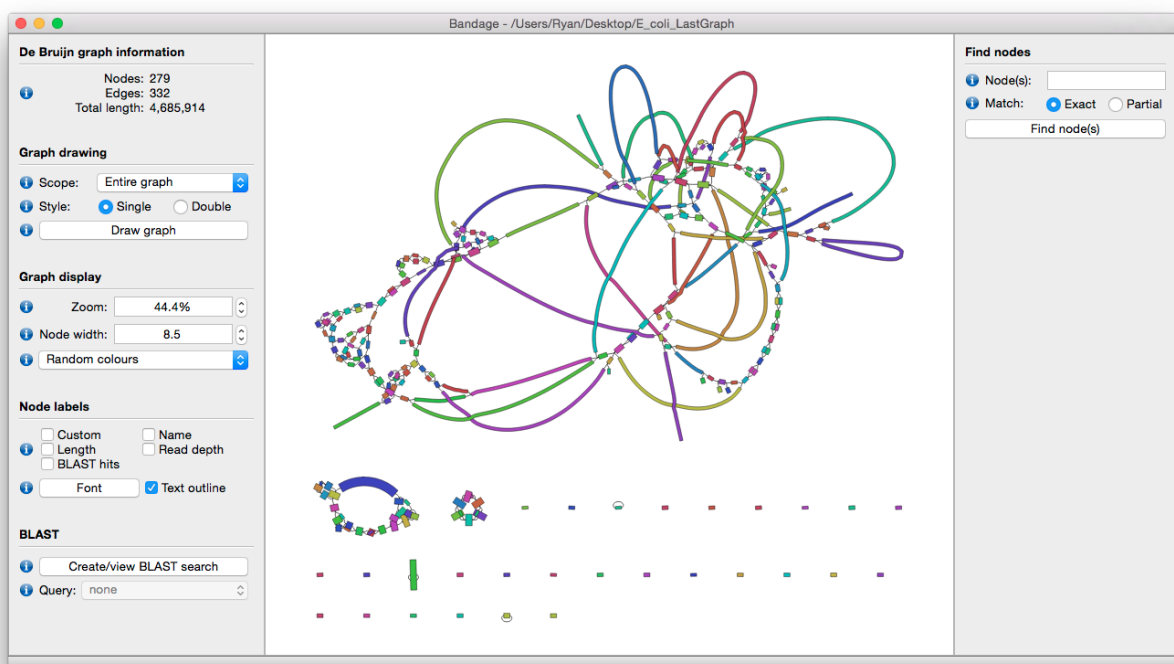 Bandage - /Users/Ryan/Desktop/E_coli_LastGraph
De Bruijn graph information
Nodes: 279
Edges: 332
Total length: 4,685,914
Graph drawing
Scope: Entire graph
Style: Single Double
Draw graph
Graph display
Zoom: 44.4%
Node width: 8.5
Random colours
Node labels
Custom Name
Length Read depth
BLAST hits
Font Text outline
BLAST
Create/view BLAST search
Query: none
Find nodes
Node(s):
Match: Exact Partial
Find node(s)